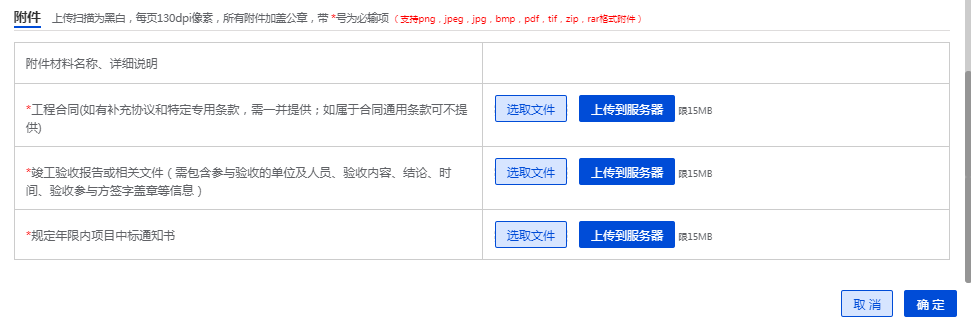 附件 上传扫描为黑白，每页130dpi像素，所有附件加盖公章，带 *号为必输项（支持png，jpeg，jpg，bmp，pdf，tif，zip，rar格式附件）
附件材料名称、详细说明
*工程合同(如有补充协议和特定专用条款，需一并提供；如属于合同通用条款可不提
供)
选取文件 上传到服务器 限15MB
*竣工验收报告或相关文件（需包含参与验收的单位及人员、验收内容、结论、时
间、验收参与方签字盖章等信息）
选取文件 上传到服务器 限15MB
*规定年限内项目中标通知书
选取文件 上传到服务器 限15MB
取消 确定